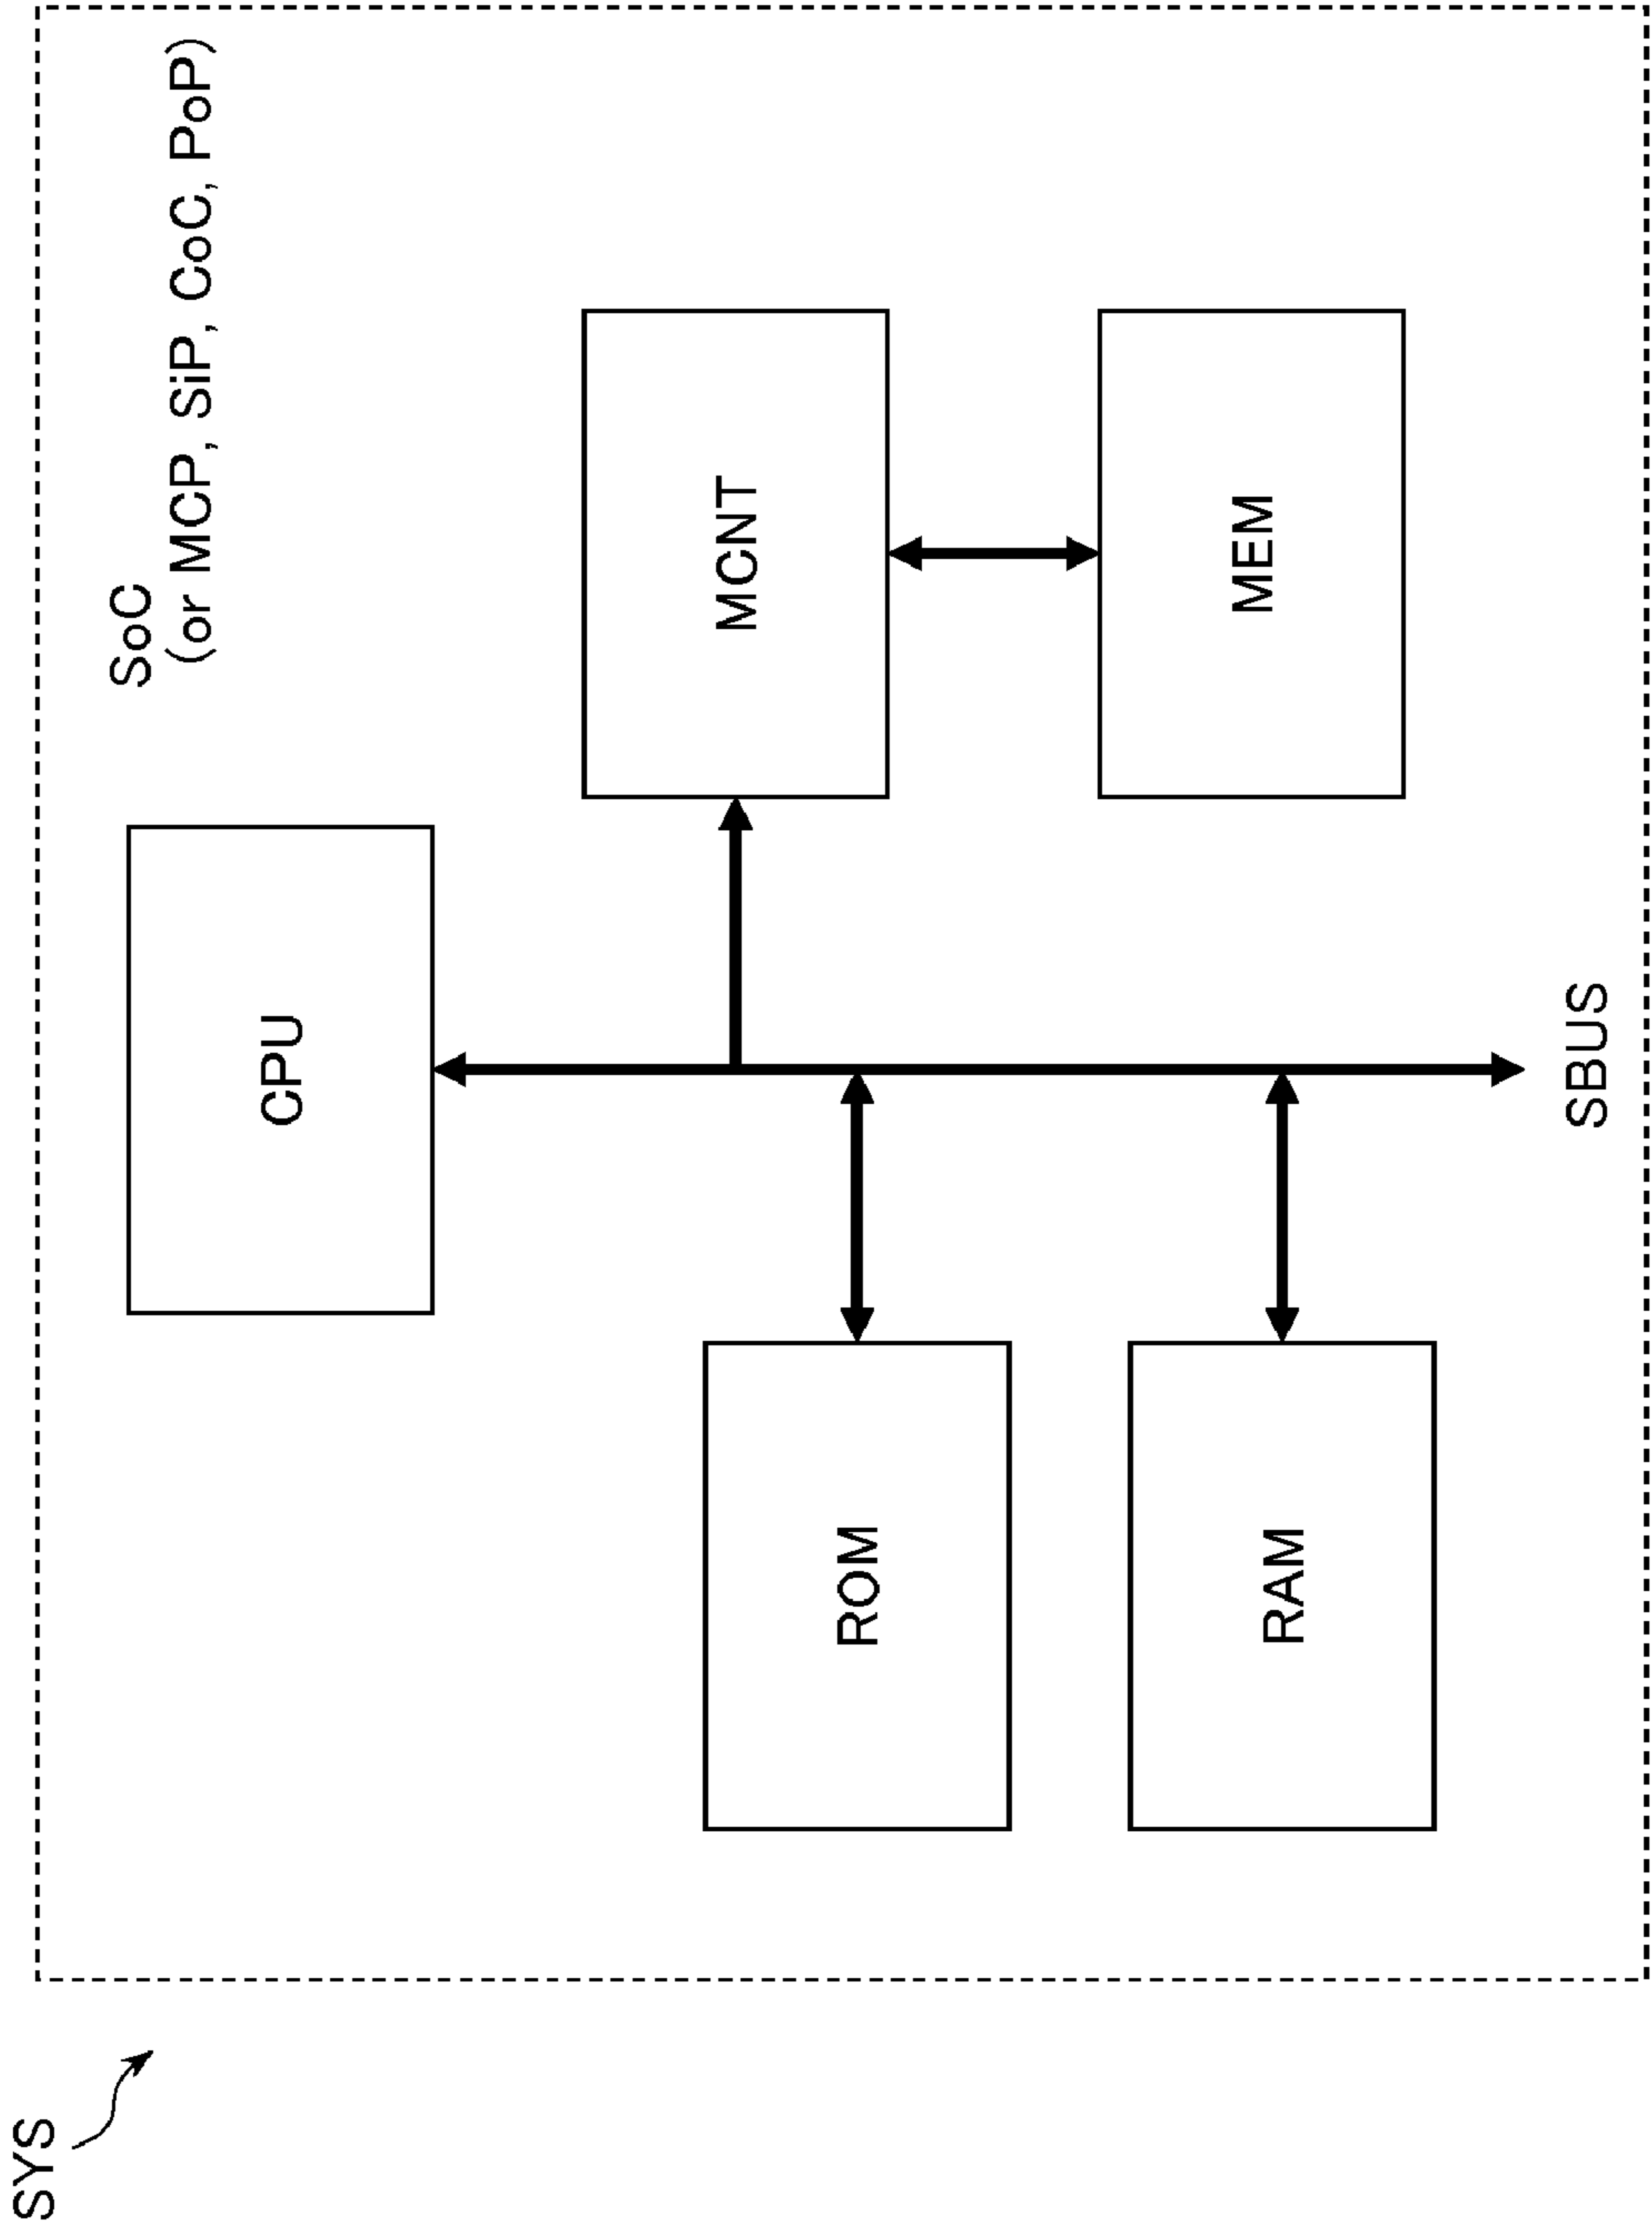 SYS
SoC
(or MCP, SiP, CoC, PoP)
CPU
MCNT
ROM
MEM
RAM
SBUS